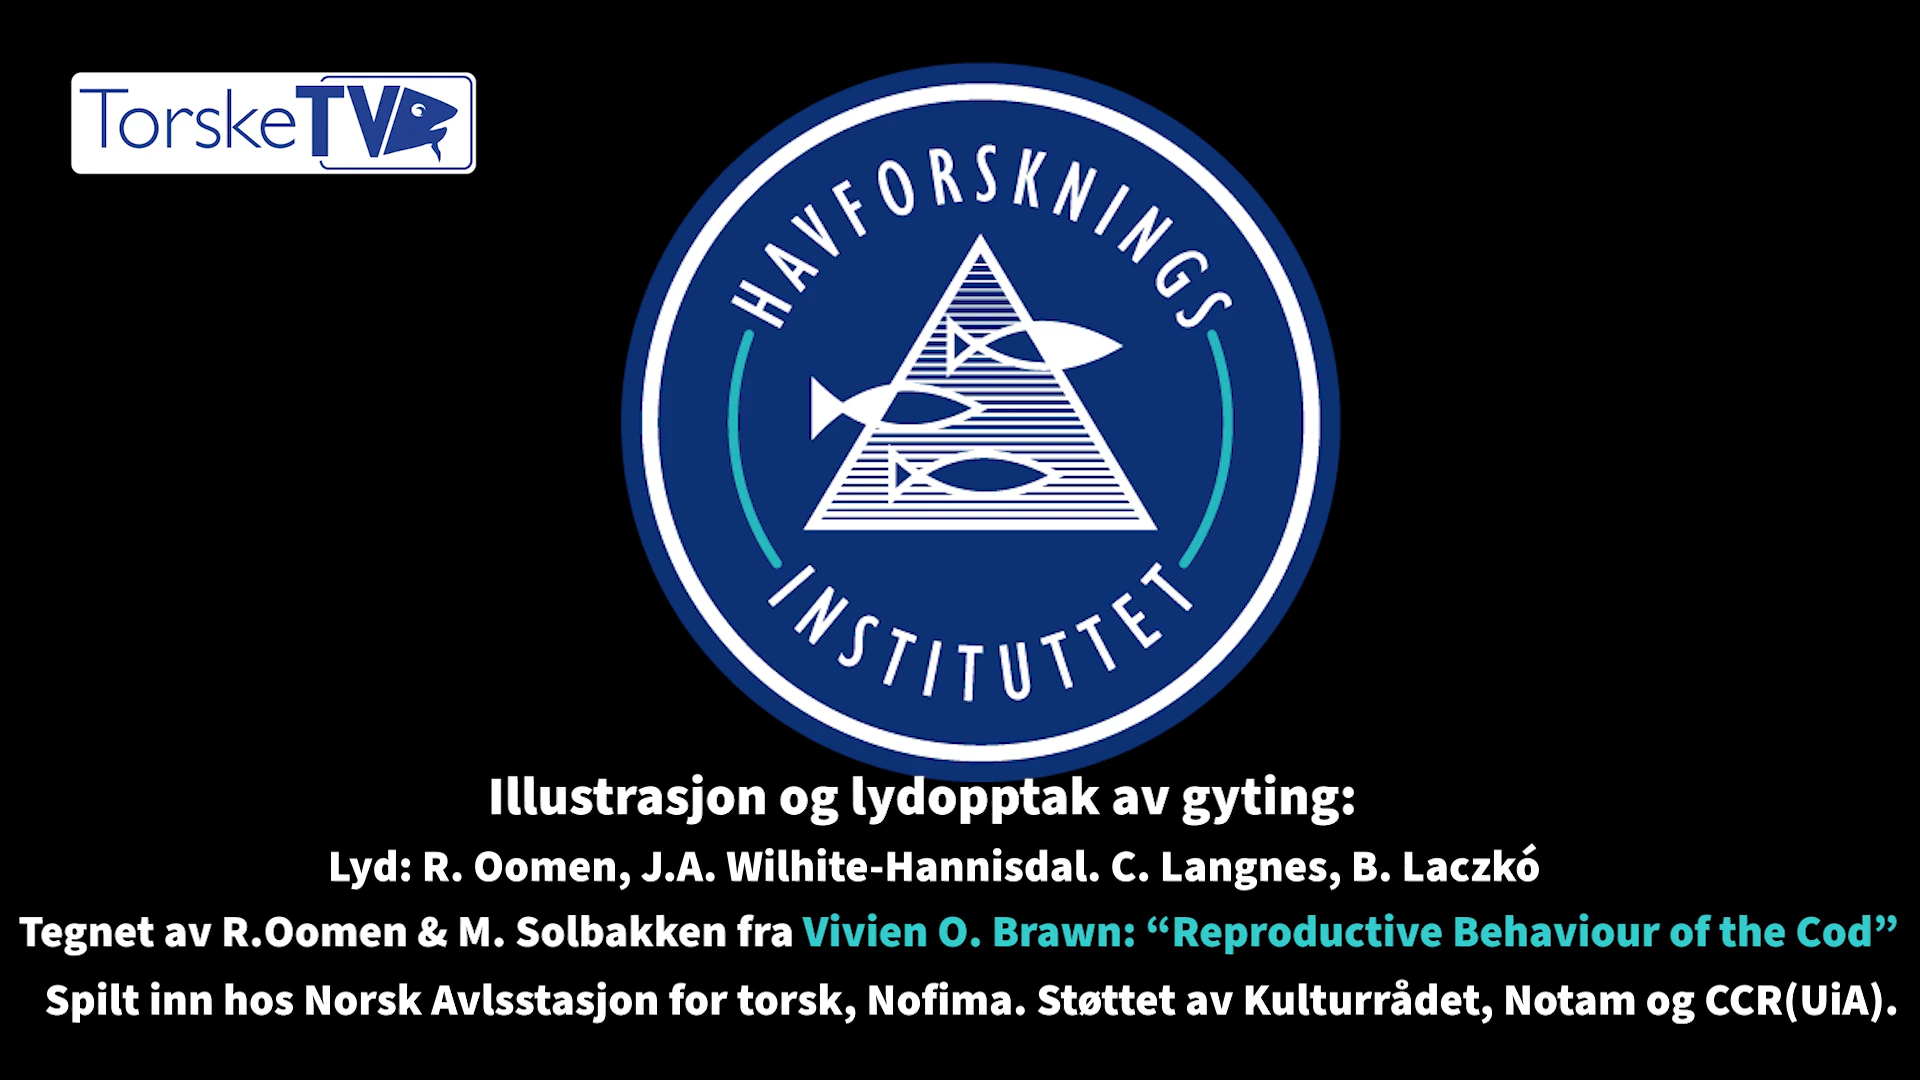 TorskeTV
HAVFORSKNINGS
INSTITUTTET
Illustrasjon og lydopptak av gyting:
Lyd: R. Oomen, J.A. Wilhite-Hannisdal. C. Langnes, B. Laczkó
Tegnet av R.Oomen & M. Solbakken fra Vivien O. Brawn: “Reproductive Behaviour of the Cod”
Spilt inn hos Norsk Avlsstasjon for torsk, Nofima. Støttet av Kulturrådet, Notam og CCR(UiA).